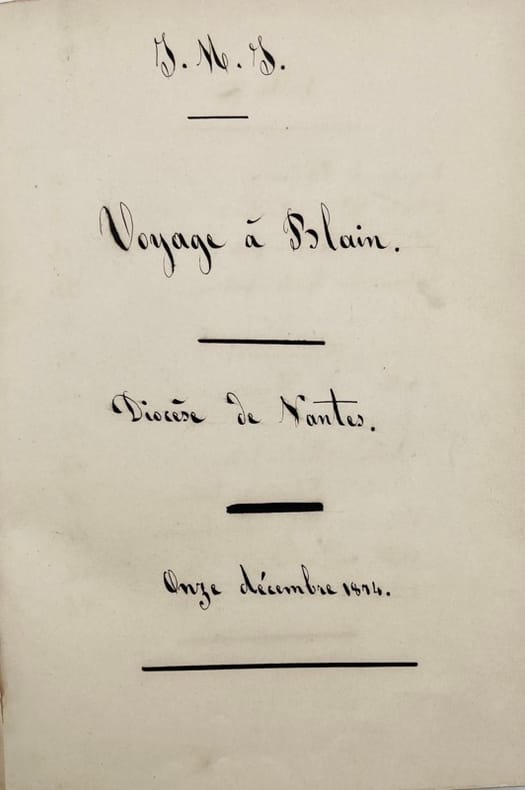 J. M. J.
Voyage à Blain.
Diocèse de Nantes.
Onze décembre 1874.